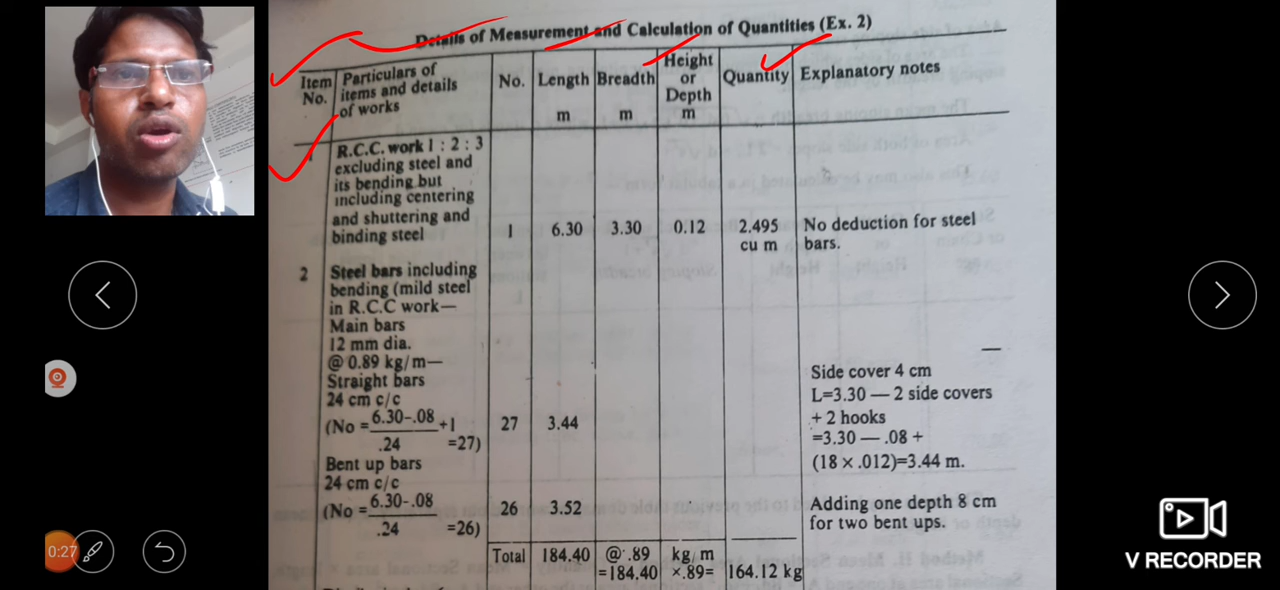 Details of Measurement and Calculation of Quantities (Ex. 2)
Item No.
Particulars of items and details of works
No.
Length m
Breadth m
Height or Depth m
Quantity
Explanatory notes
R.C.C. work 1 : 2 : 3
excluding steel and
its bending but
including centering
and shuttering and
binding steel
1 6.30 3.30 0.12 2.495 cu m
No deduction for steel
bars.
2 Steel bars including
bending (mild steel
in R.C.C work—
Main bars
12 mm dia.
@ 0.89 kg/m—
Straight bars
24 cm c/c
(No = 6.30-.08 / .24 +1 =27)
27 3.44
Side cover 4 cm
L=3.30 — 2 side covers
+ 2 hooks
=3.30 — .08 +
(18 × .012)=3.44 m.
Bent up bars
24 cm c/c
(No = 6.30-.08 / .24 =26)
26 3.52
Adding one depth 8 cm
for two bent ups.
Total 184.40 @ .89 kg/m
=184.40 ×.89= 164.12 kg
0:27
V RECORDER